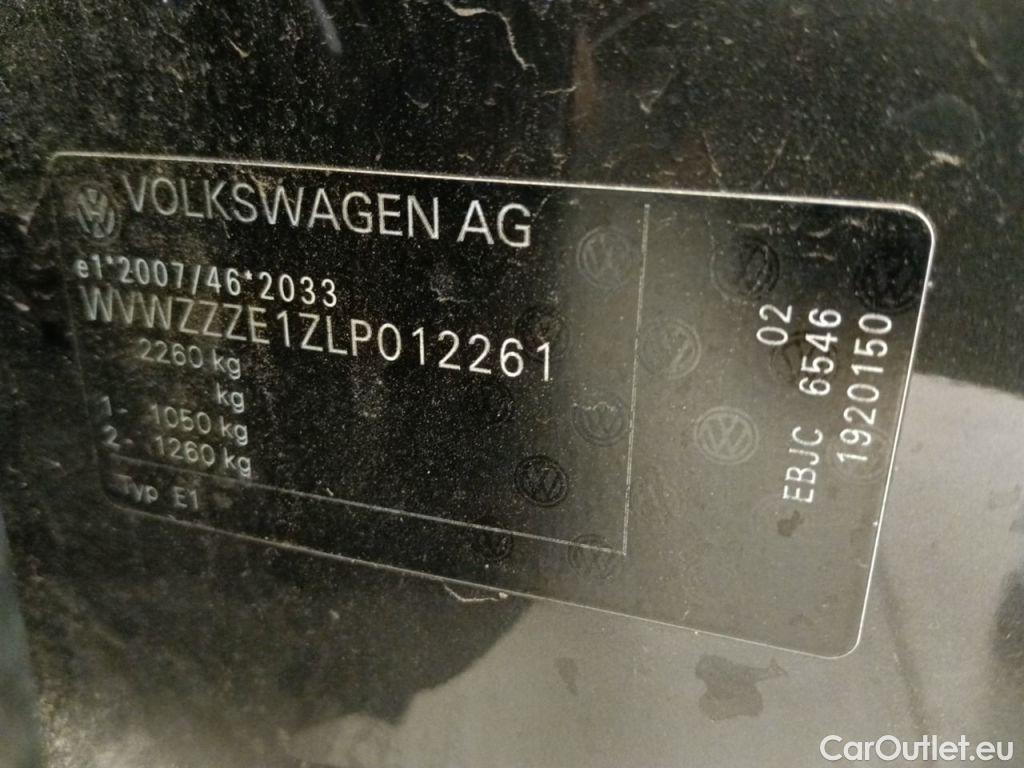 VOLKSWAGEN AG
e1*2007/46*2033
WVWZZZE1ZLP012261
2260 kg
kg
1- 1050 kg
2- 1260 kg
Typ E1
02
EBJC 6546
1920150
CarOutlet.eu